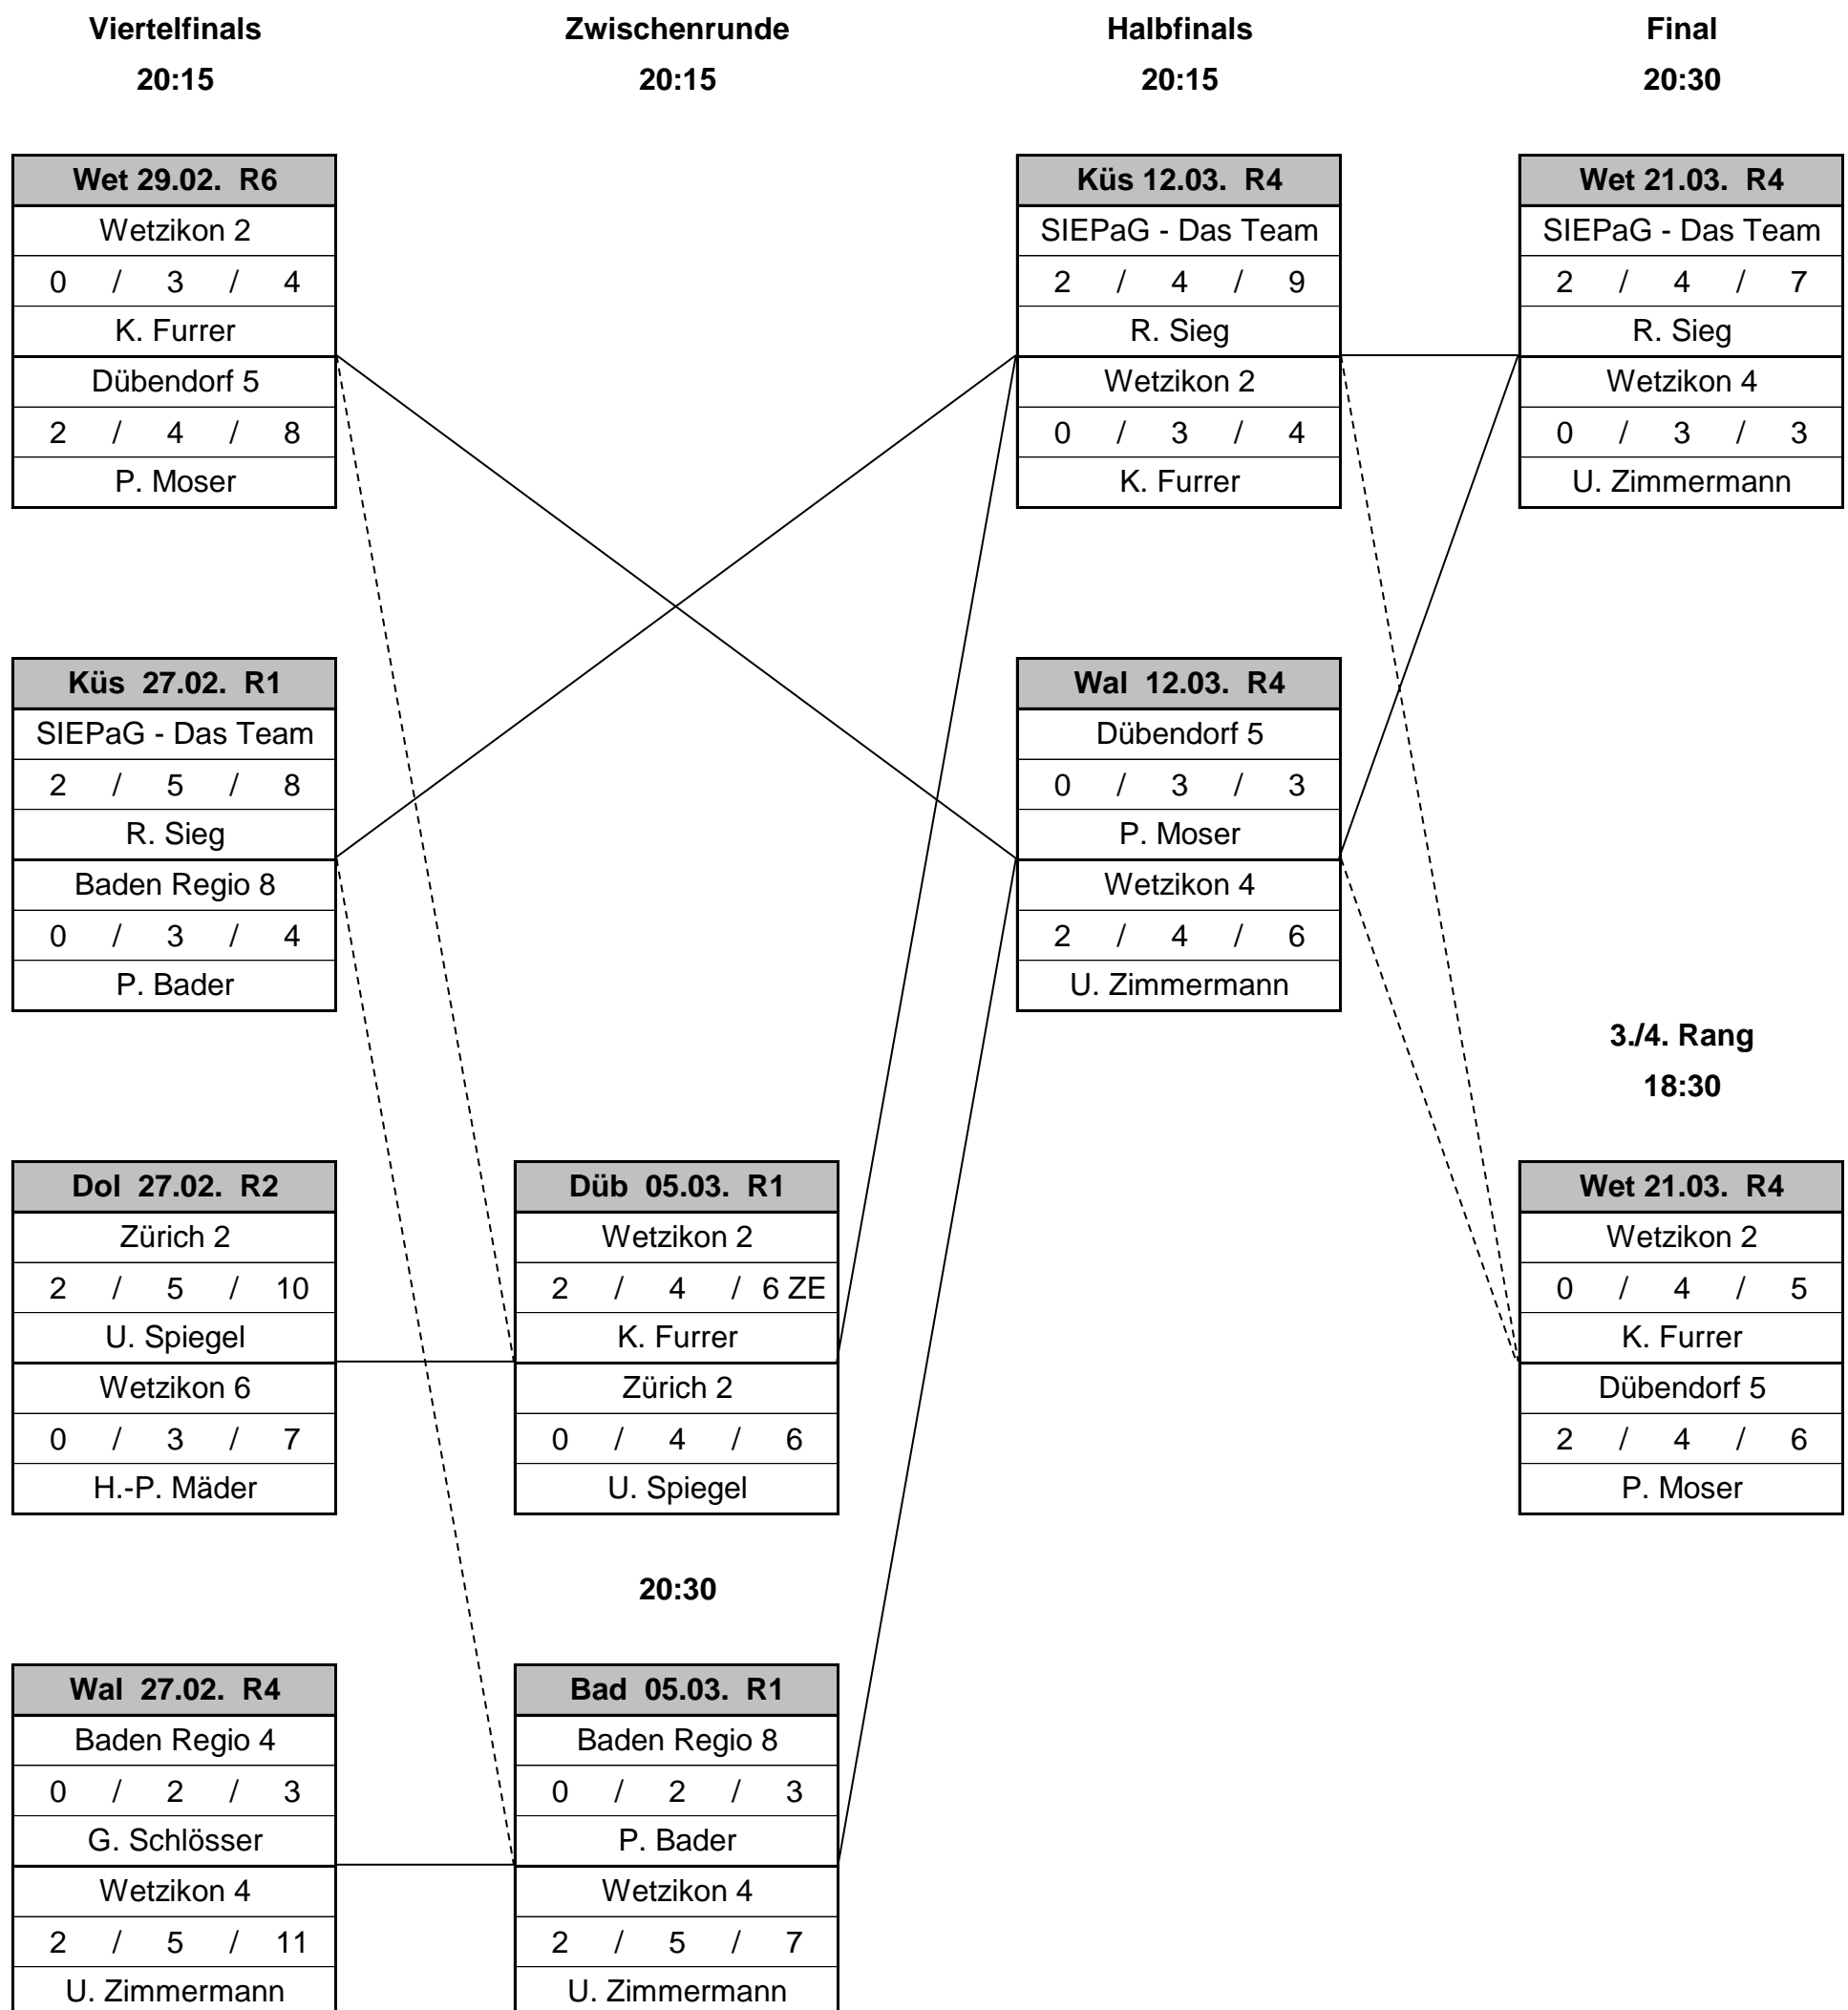 Viertelfinals
20:15
Zwischenrunde
20:15
Halbfinals
20:15
Final
20:30
Wet 29.02. R6
Wetzikon 2
0 / 3 / 4
K. Furrer
Dübendorf 5
2 / 4 / 8
P. Moser
Küs 27.02. R1
SIEPaG - Das Team
2 / 5 / 8
R. Sieg
Baden Regio 8
0 / 3 / 4
P. Bader
Dol 27.02. R2
Zürich 2
2 / 5 / 10
U. Spiegel
Wetzikon 6
0 / 3 / 7
H.-P. Mäder
Wal 27.02. R4
Baden Regio 4
0 / 2 / 3
G. Schlösser
Wetzikon 4
2 / 5 / 11
U. Zimmermann
Düb 05.03. R1
Wetzikon 2
2 / 4 / 6 ZE
K. Furrer
Zürich 2
0 / 4 / 6
U. Spiegel
20:30
Bad 05.03. R1
Baden Regio 8
0 / 2 / 3
P. Bader
Wetzikon 4
2 / 5 / 7
U. Zimmermann
Küs 12.03. R4
SIEPaG - Das Team
2 / 4 / 9
R. Sieg
Wetzikon 2
0 / 3 / 4
K. Furrer
Wal 12.03. R4
Dübendorf 5
0 / 3 / 3
P. Moser
Wetzikon 4
2 / 4 / 6
U. Zimmermann
Wet 21.03. R4
SIEPaG - Das Team
2 / 4 / 7
R. Sieg
Wetzikon 4
0 / 3 / 3
U. Zimmermann
3./4. Rang
18:30
Wet 21.03. R4
Wetzikon 2
0 / 4 / 5
K. Furrer
Dübendorf 5
2 / 4 / 6
P. Moser